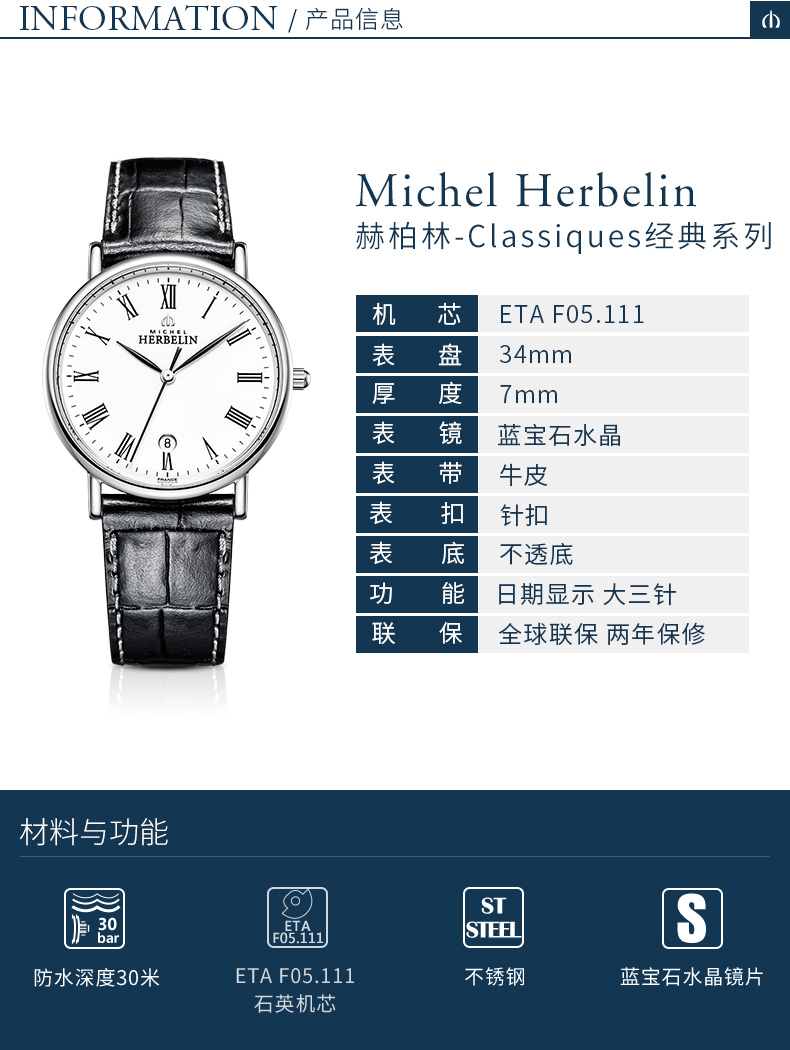 INFORMATION / 产品信息
Michel Herbelin
赫柏林-Classiques经典系列
机 芯 ETA F05.111
表 盘 34mm
厚 度 7mm
表 镜 蓝宝石水晶
表 带 牛皮
表 扣 针扣
表 底 不透底
功 能 日期显示 大三针
联 保 全球联保 两年保修
XII
MICHEL
HERBELIN
8
FRANCE
材料与功能
30
bar
防水深度30米
ETA
F05.111
ETA F05.111
石英机芯
ST
STEEL
不锈钢
S
蓝宝石水晶镜片